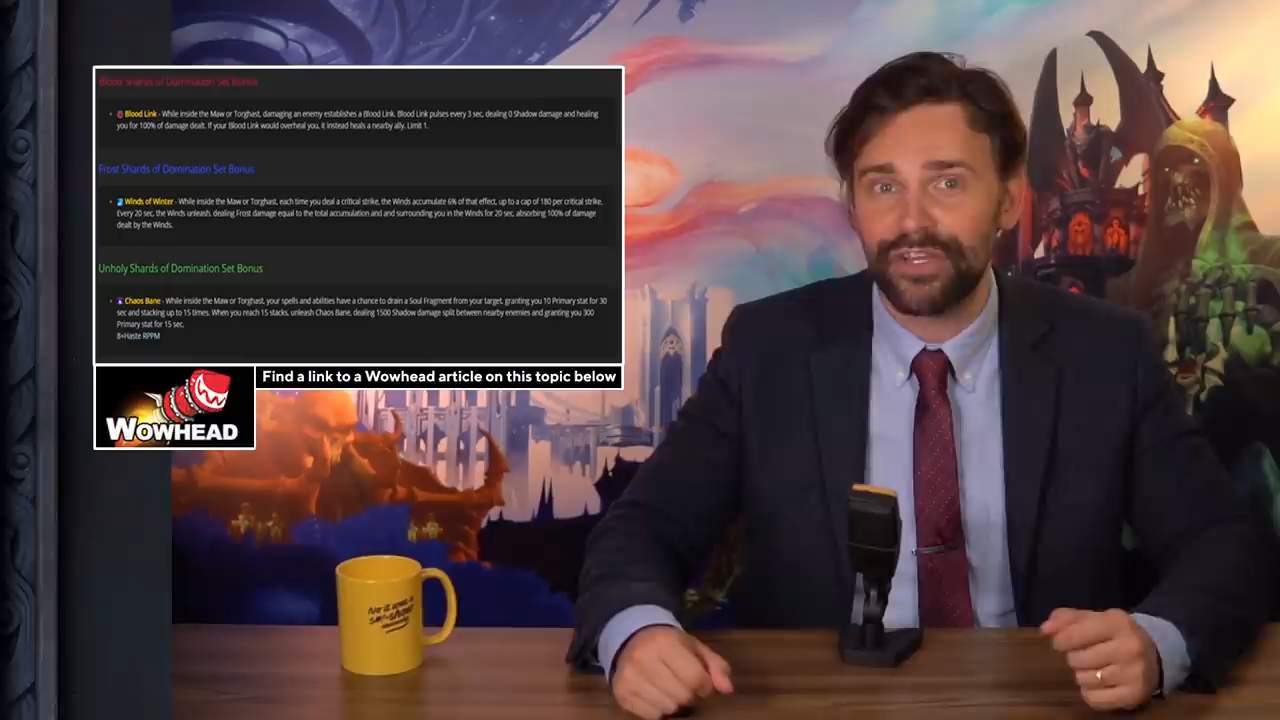 Blood Shards of Domination Set Bonus
Blood Link - While inside the Maw or Torghast, damaging an enemy establishes a Blood Link. Blood Link pulses every 3 sec, dealing 0 Shadow damage and healing
you for 100% of damage dealt. If your Blood Link would overheal you, it instead heals a nearby ally. Limit 1.
Frost Shards of Domination Set Bonus
Winds of Winter - While inside the Maw or Torghast, each time you deal a critical strike, the Winds accumulate 6% of that effect, up to a cap of 180 per critical strike.
Every 20 sec, the Winds unleash, dealing Frost damage equal to the total accumulation and and surrounding you in the Winds for 20 sec, absorbing 100% of damage
dealt by the Winds.
Unholy Shards of Domination Set Bonus
Chaos Bane - While inside the Maw or Torghast, your spells and abilities have a chance to drain a Soul Fragment from your target, granting you 10 Primary stat for 30
sec and stacking up to 15 times. When you reach 15 stacks, unleash Chaos Bane, dealing 1500 Shadow damage split between nearby enemies and granting you 300
Primary stat for 15 sec.
8+Haste RPPM
Find a link to a Wowhead article on this topic below
WOWHEAD